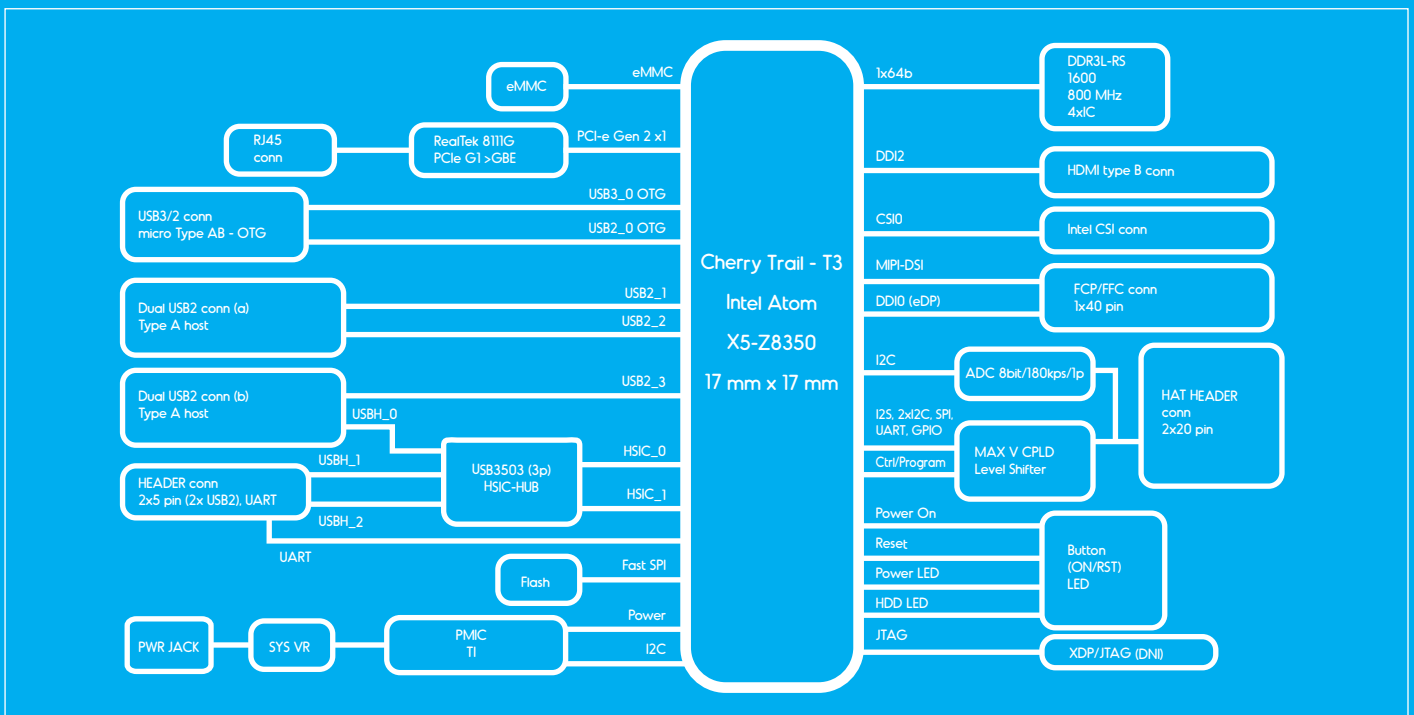 eMMC
eMMC
RJ45
conn
RealTek 8111G
PCIe G1 >GBE
PCI-e Gen 2 x1
USB3/2 conn
micro Type AB - OTG
USB3_0 OTG
USB2_0 OTG
Dual USB2 conn (a)
Type A host
USB2_1
USB2_2
Dual USB2 conn (b)
Type A host
USB2_3
USBH_0
USBH_1
HEADER conn
2x5 pin (2x USB2), UART
USBH_2
UART
USB3503 (3p)
HSIC-HUB
HSIC_0
HSIC_1
Flash
Fast SPI
PWR JACK
SYS VR
PMIC
TI
Power
I2C
Cherry Trail - T3
Intel Atom
X5-Z8350
17 mm x 17 mm
1x64b
DDR3L-RS
1600
800 MHz
4xIC
DDI2
HDMI type B conn
CSI0
Intel CSI conn
MIPI-DSI
DDI0 (eDP)
FCP/FFC conn
1x40 pin
I2C
ADC 8bit/180kps/1p
I2S, 2xI2C, SPI,
UART, GPIO
Ctrl/Program
MAX V CPLD
Level Shifter
HAT HEADER
conn
2x20 pin
Power On
Reset
Power LED
HDD LED
Button
(ON/RST)
LED
JTAG
XDP/JTAG (DNI)